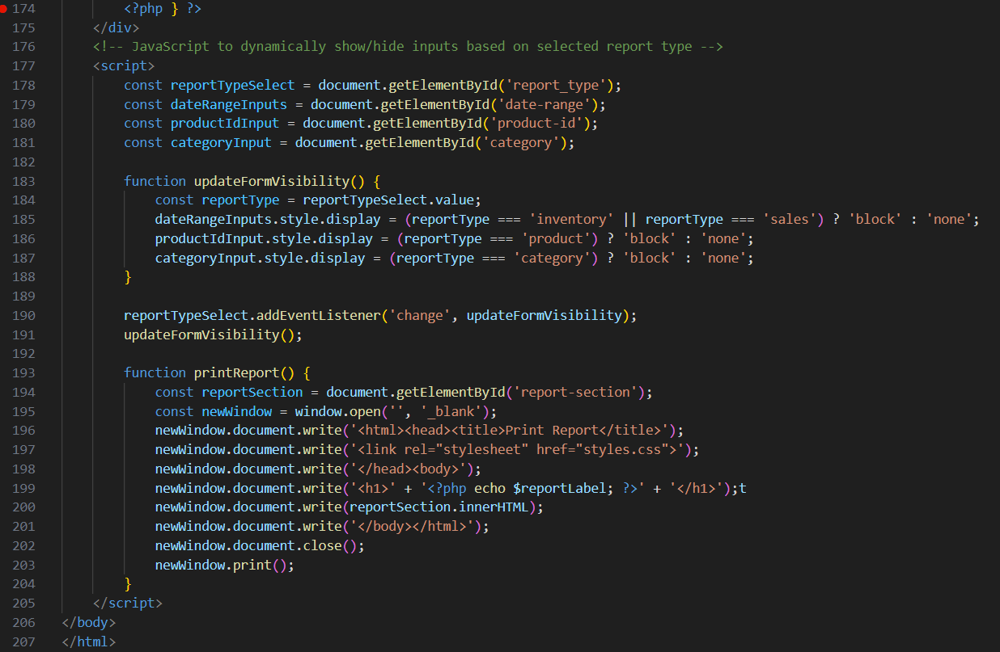 174 <?php } ?>
175 </div>
176 <!-- JavaScript to dynamically show/hide inputs based on selected report type -->
177 <script>
178 const reportTypeSelect = document.getElementById('report_type');
179 const dateRangeInputs = document.getElementById('date-range');
180 const productIdInput = document.getElementById('product-id');
181 const categoryInput = document.getElementById('category');
182
183 function updateFormVisibility() {
184 const reportType = reportTypeSelect.value;
185 dateRangeInputs.style.display = (reportType === 'inventory' || reportType === 'sales') ? 'block' : 'none';
186 productIdInput.style.display = (reportType === 'product') ? 'block' : 'none';
187 categoryInput.style.display = (reportType === 'category') ? 'block' : 'none';
188 }
189
190 reportTypeSelect.addEventListener('change', updateFormVisibility);
191 updateFormVisibility();
192
193 function printReport() {
194 const reportSection = document.getElementById('report-section');
195 const newWindow = window.open('', '_blank');
196 newWindow.document.write('<html><head><title>Print Report</title>');
197 newWindow.document.write('<link rel="stylesheet" href="styles.css">');
198 newWindow.document.write('</head><body>');
199 newWindow.document.write('<h1>' + '<?php echo $reportLabel; ?>' + '</h1>');t
200 newWindow.document.write(reportSection.innerHTML);
201 newWindow.document.write('</body></html>');
202 newWindow.document.close();
203 newWindow.print();
204 }
205 </script>
206 </body>
207 </html>